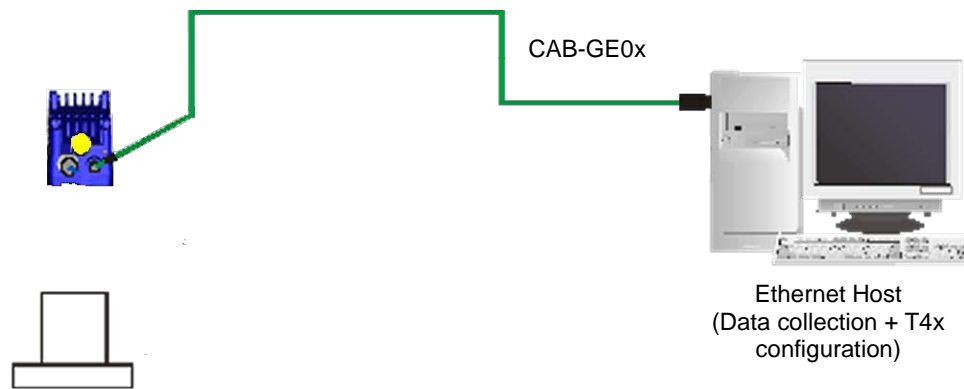 CAB-GE0x
Ethernet Host
(Data collection + T4x
configuration)